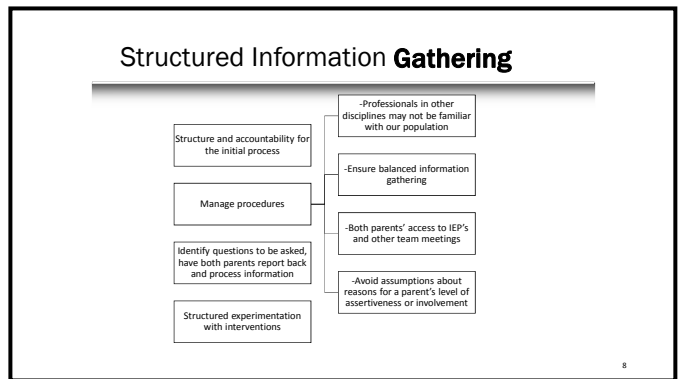 Structured Information Gathering
Structure and accountability for
the initial process
Manage procedures
Identify questions to be asked,
have both parents report back
and process information
Structured experimentation
with interventions
-Professionals in other
disciplines may not be familiar
with our population
-Ensure balanced information
gathering
-Both parents’ access to IEP’s
and other team meetings
-Avoid assumptions about
reasons for a parent’s level of
assertiveness or involvement
8